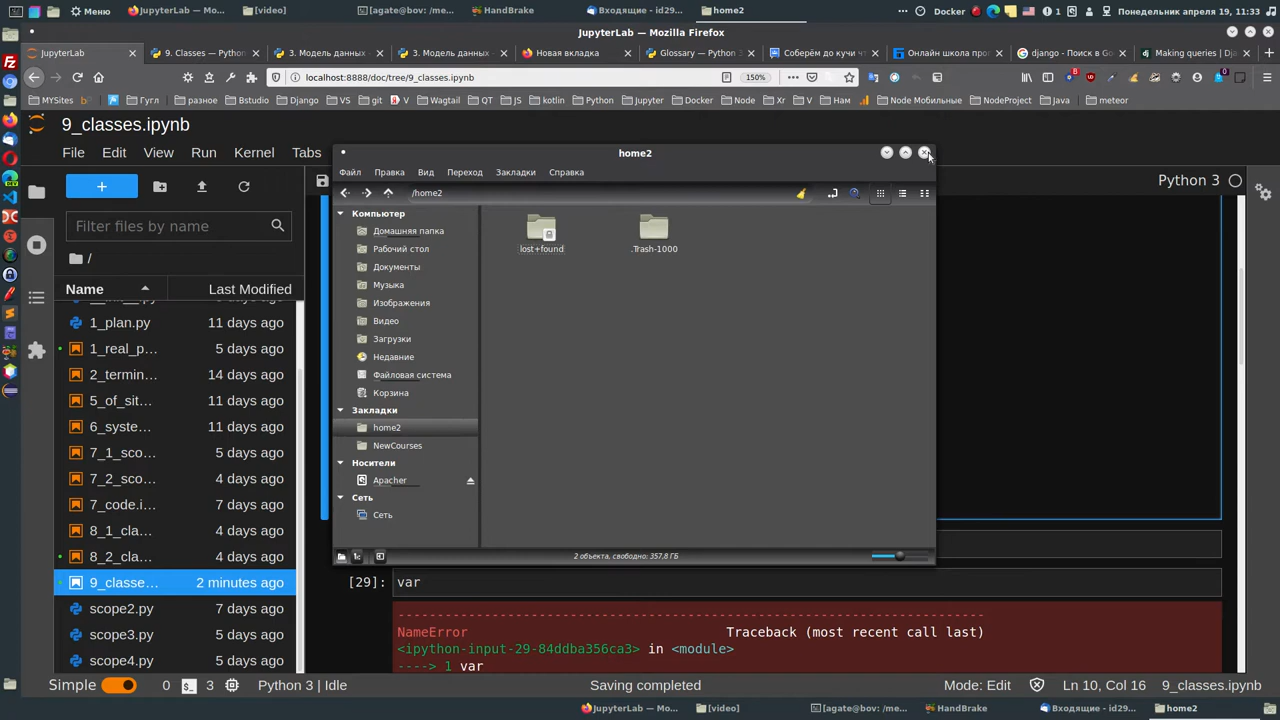 Меню
JupyterLab — Mo...
[video]
[agate@bov: /me...
HandBrake
Входящие - id29...
home2
Docker
1
Понедельник апреля 19, 11:33
JupyterLab — Mozilla Firefox
JupyterLab
9. Classes — Python
3. Модель данных
3. Модель данных
Новая вкладка
Glossary — Python 3
Соберём до кучи
Онлайн школа про
django - Поиск в Go
Making queries | Dj
localhost:8888/doc/tree/9_classes.ipynb
150%
MYSites
Гугл
разное
Bstudio
Django
VS
git
V
Wagtail
QT
JS
kotlin
Python
Jupyter
Docker
Node
Xr
V
Нам
Node Мобильные
NodeProject
Java
meteor
9_classes.ipynb
File
Edit
View
Run
Kernel
Tabs
home2
Файл
Правка
Вид
Переход
Закладки
Справка
/home2
Python 3
Filter files by name
/
Name
Last Modified
1_plan.py 11 days ago
1_real_p... 5 days ago
2_termin... 14 days ago
5_of_sit... 11 days ago
6_syste... 11 days ago
7_1_sco... 5 days ago
7_2_sco... 4 days ago
7_code.i... 7 days ago
8_1_cla... 4 days ago
8_2_cla... 4 days ago
9_classe... 2 minutes ago
scope2.py 7 days ago
scope3.py 5 days ago
scope4.py 5 days ago
Компьютер
Домашняя папка
Рабочий стол
Документы
Музыка
Изображения
Видео
Загрузки
Недавние
Файловая система
Корзина
Закладки
home2
NewCourses
Носители
Apacher
Сеть
Сеть
lost+found
.Trash-1000
2 объекта, свободно: 357,8 ГБ
[29]:
var
---------------------------------------------------------------------------
NameError Traceback (most recent call last)
<ipython-input-29-84ddba356ca3> in <module>
----> 1 var
Simple
0
3
Python 3 | Idle
Saving completed
Mode: Edit
Ln 10, Col 16
9_classes.ipynb
JupyterLab — Mo...
[video]
[agate@bov: /me...
HandBrake
Входящие - id29...
home2